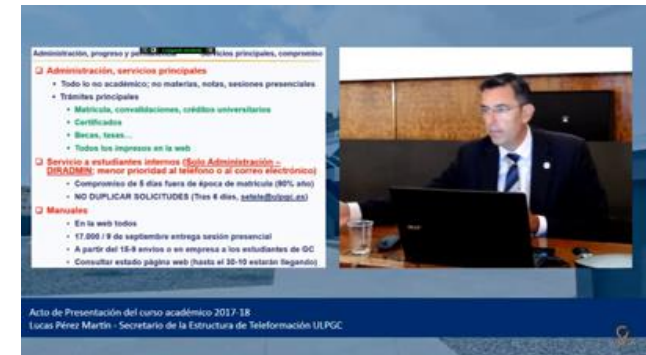 Administración, progreso y servicios principales, compromiso
Administración, servicios principales
Todo lo no académico; no materias, notas, sesiones presenciales
Trámites principales
Matrícula, convalidaciones, créditos universitarios
Certificados
Becas, tasas…
Todos los impresos en la web
Servicio a estudiantes internos (Solo Administración –
DIRADMIN; menor prioridad al teléfono o al correo electrónico)
Compromiso de 5 días fuera de época de matrícula (90% año)
NO DUPLICAR SOLICITUDES (Tras 6 días,
Manuales
En la web todos
17.000 / 9 de septiembre entrega sesión presencial
A partir del 15-9 envíos o en empresa a los estudiantes de GC
Consultar estado página web (hasta el 30-10 estarán llegando)
Acto de Presentación del curso académico 2017-18
Lucas Pérez Martín - Secretario de la Estructura de Teleformación ULPGC